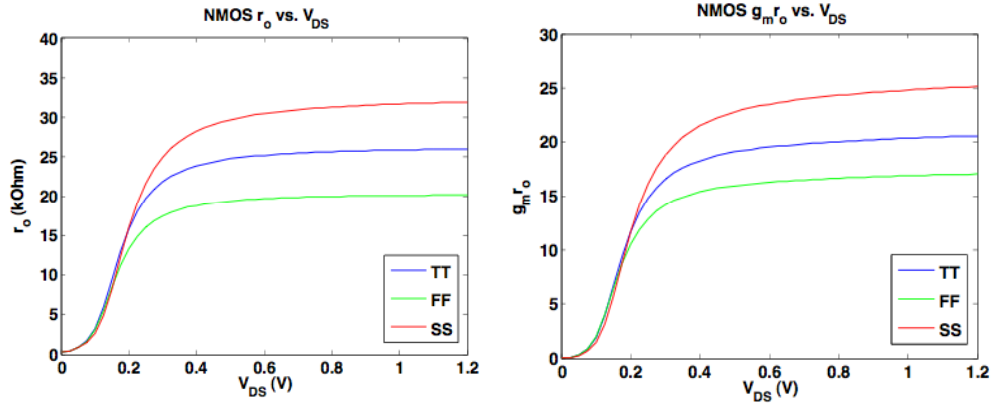 NMOS r_o vs. V_DS
40
35
30
25
20
15
10
5
0
r_o (kOhm)
0 0.2 0.4 0.6 0.8 1 1.2
V_DS (V)
TT
FF
SS
NMOS g_m r_o vs. V_DS
30
25
20
15
10
5
0
g_m r_o
0 0.2 0.4 0.6 0.8 1 1.2
V_DS (V)
TT
FF
SS